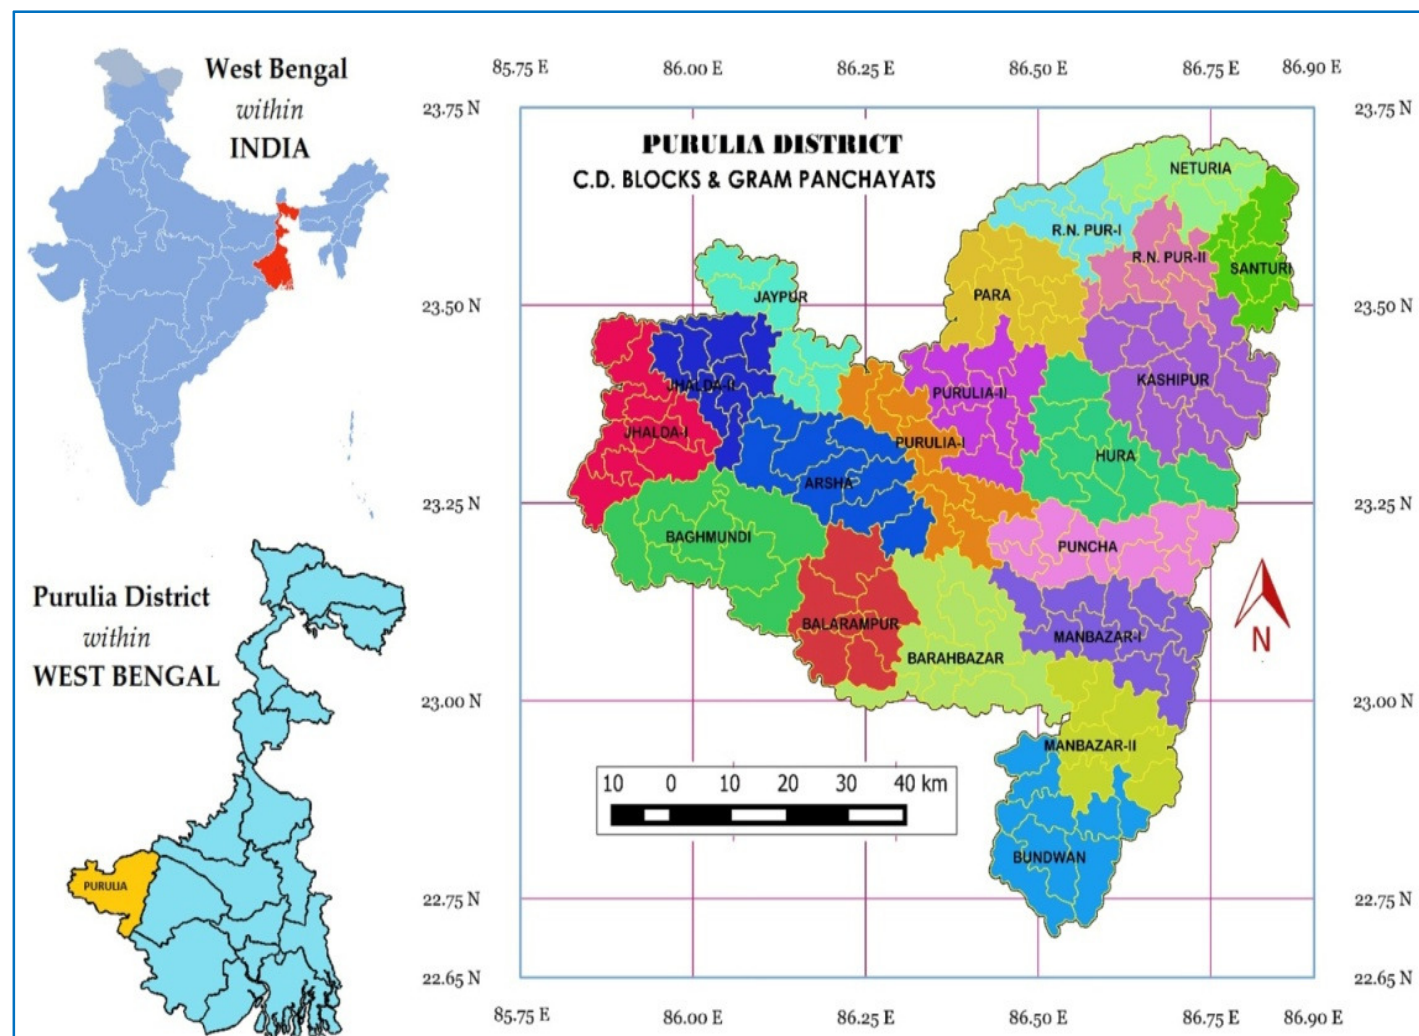 West Bengal
within
INDIA
Purulia District
within
WEST BENGAL
PURULIA
85.75 E 86.00 E 86.25 E 86.50 E 86.75 E 86.90 E
23.75 N 23.75 N
PURULIA DISTRICT
C.D. BLOCKS & GRAM PANCHAYATS
NETURIA
R.N. PUR-I
R.N. PUR-II
SANTURI
JAYPUR
PARA
23.50 N 23.50 N
JHALDA-II
PURULIA-II
KASHIPUR
JHALDA-I
PURULIA-I
HURA
ARSHA
23.25 N 23.25 N
BAGHMUNDI
PUNCHA
BALARAMPUR
MANBAZAR-I
N
BARAHBAZAR
23.00 N 23.00 N
MANBAZAR-II
10 0 10 20 30 40 km
BUNDWAN
22.75 N 22.75 N
22.65 N 22.65 N
85.75 E 86.00 E 86.25 E 86.50 E 86.75 E 86.90 E